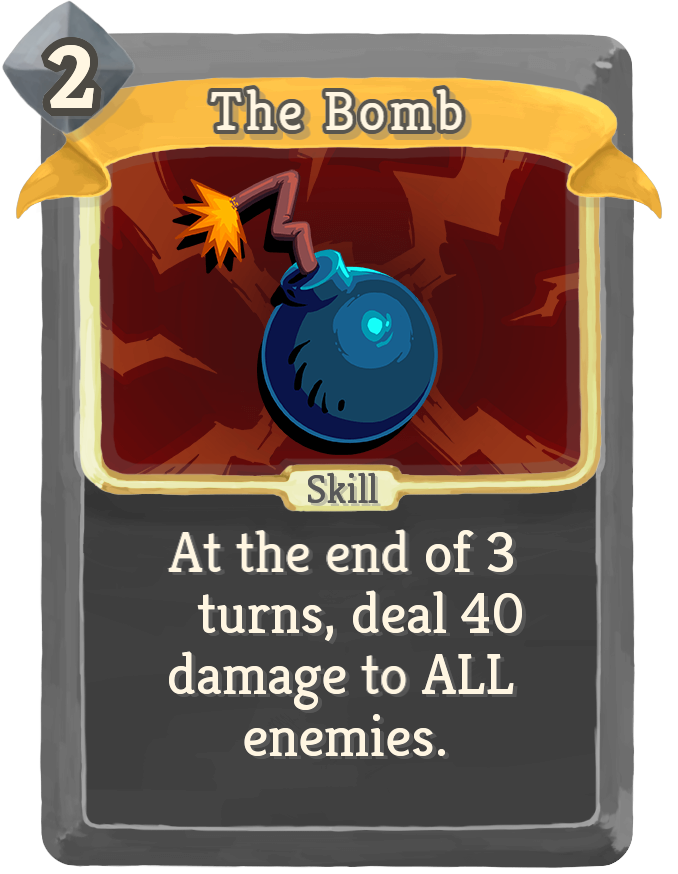 2
The Bomb
Skill
At the end of 3
turns, deal 40
damage to ALL
enemies.